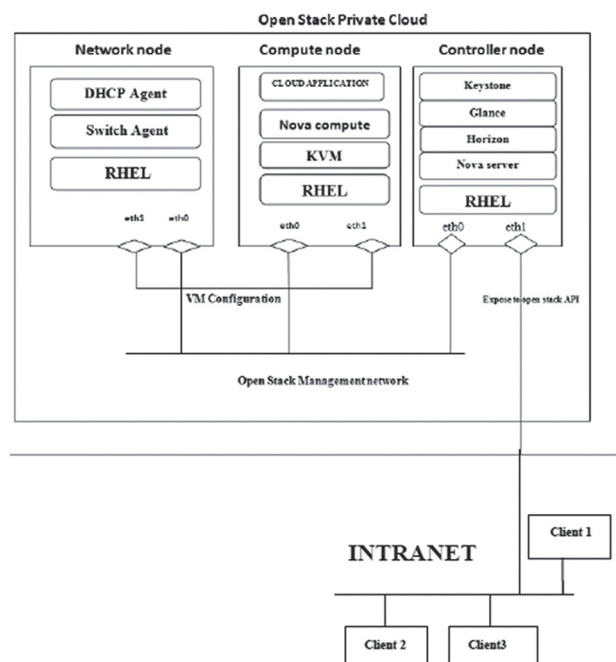 Open Stack Private Cloud
Network node
Compute node
Controller node
DHCP Agent
Switch Agent
RHEL
eth1
eth0
CLOUD APPLICATION
Nova compute
KVM
RHEL
eth0
eth1
Keystone
Glance
Horizon
Nova server
RHEL
eth0
eth1
VM Configuration
Expose to open stack API
Open Stack Management network
INTRANET
Client 1
Client 2
Client3